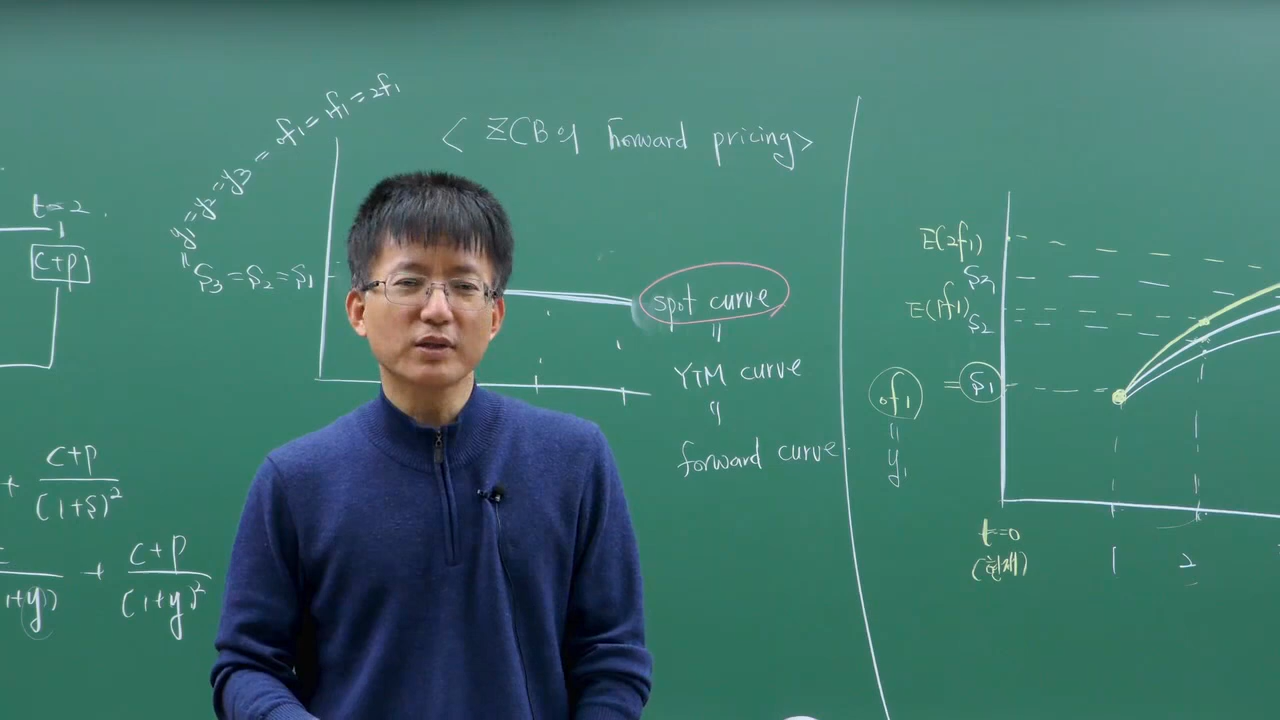 t=2
C+P
+ C+P / (1+S)²
+ C+P / (1+y)²
y₁ = y₂ = y₃ = ₀f₁ = ₁f₁ = ₂f₁
"
S₃ = S₂ = S₁
< ZCB의 Forward pricing >
spot curve
"
YTM curve
"
forward curve
E(₂f₁)
S₃
E(₁f₁)
S₂
₀f₁ = S₁
"
y₁
t=0
(현재)
1 2